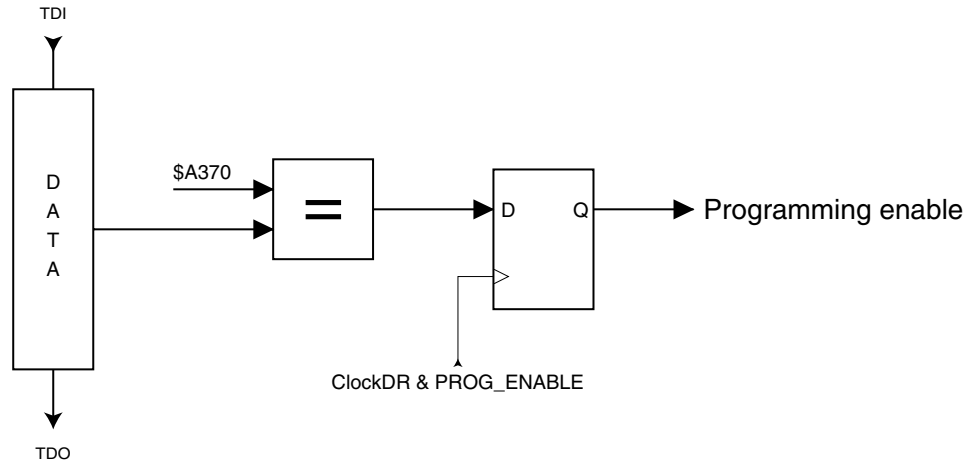 TDI
D
A
T
A
$A370
=
D
Q
Programming enable
ClockDR & PROG_ENABLE
TDO